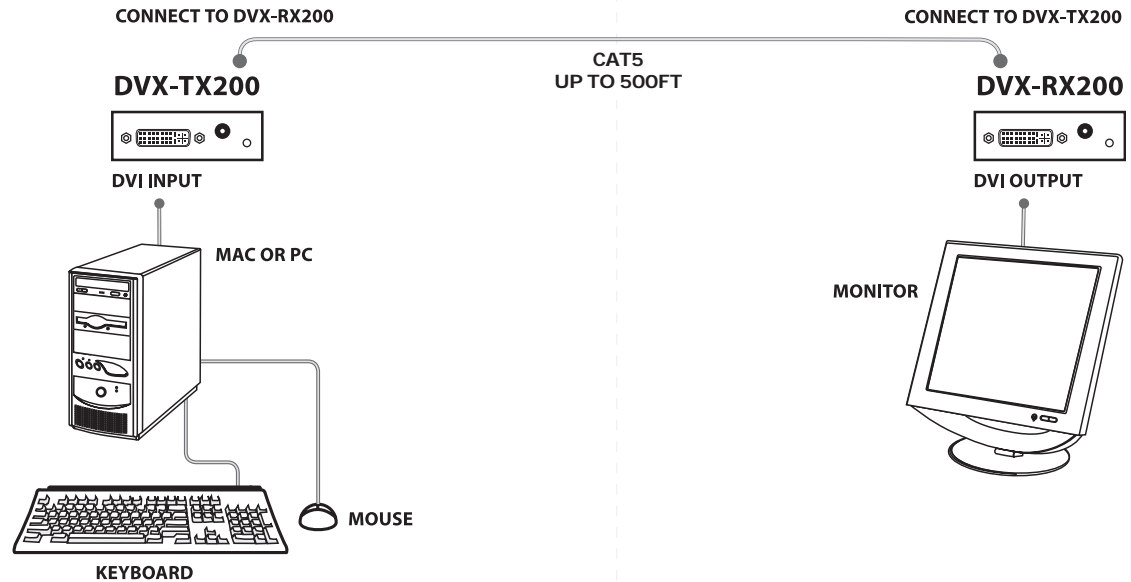 CONNECT TO DVX-RX200
CONNECT TO DVX-TX200
CAT5
UP TO 500FT
DVX-TX200
DVX-RX200
DVI INPUT
DVI OUTPUT
MAC OR PC
MONITOR
MOUSE
KEYBOARD